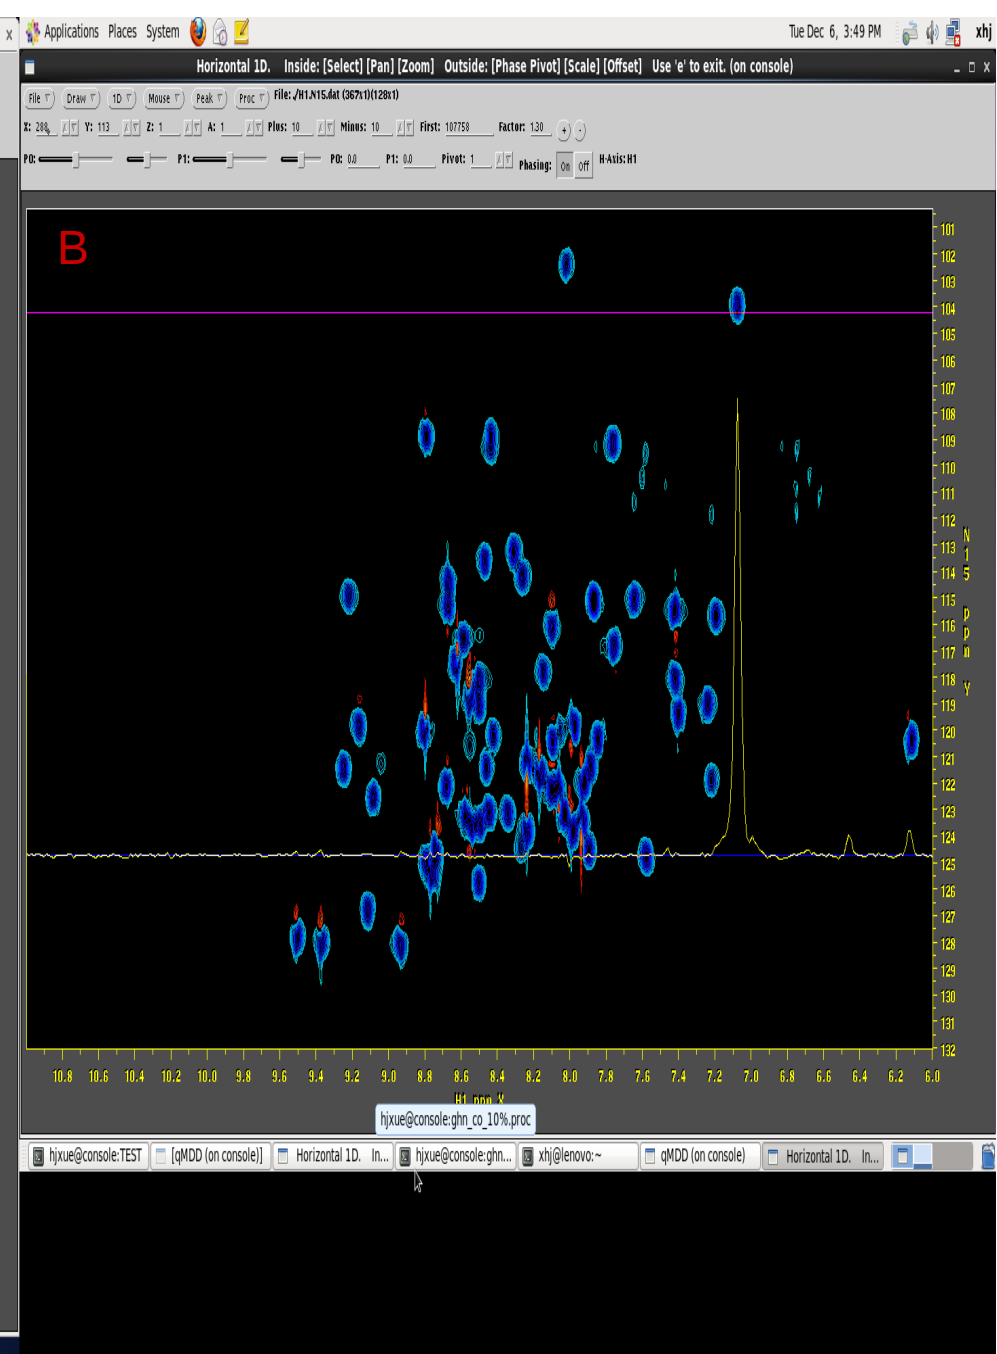 x Applications Places System Tue Dec 6, 3:49 PM xhj
Horizontal 1D. Inside: [Select] [Pan] [Zoom] Outside: [Phase Pivot] [Scale] [Offset] Use 'e' to exit. (on console) _ x
File Draw 1D Mouse Peak Proc File: ./H1.N15.dat (367x1)(128x1)
X: 288 Y: 113 Z: 1 A: 1 Plus: 10 Minus: 10 First: 107758 Factor: 1.30 + -
P0: P1: P0: 0.0 P1: 0.0 Pivot: 1 Phasing: On Off H-Axis: H1
B
101
102
103
104
105
106
107
108
109
110
111
112
113
114
115
116
117
118
119
120
121
122
123
124
125
126
127
128
129
130
131
132
N15 ppm Y
10.8 10.6 10.4 10.2 10.0 9.8 9.6 9.4 9.2 9.0 8.8 8.6 8.4 8.2 8.0 7.8 7.6 7.4 7.2 7.0 6.8 6.6 6.4 6.2 6.0
H1 ppm X
hjxue@console:ghn_co_10%.proc
hjxue@console:TEST [qMDD (on console)] Horizontal 1D. In... hjxue@console:ghn... xhj@lenovo:~ qMDD (on console) Horizontal 1D. In...